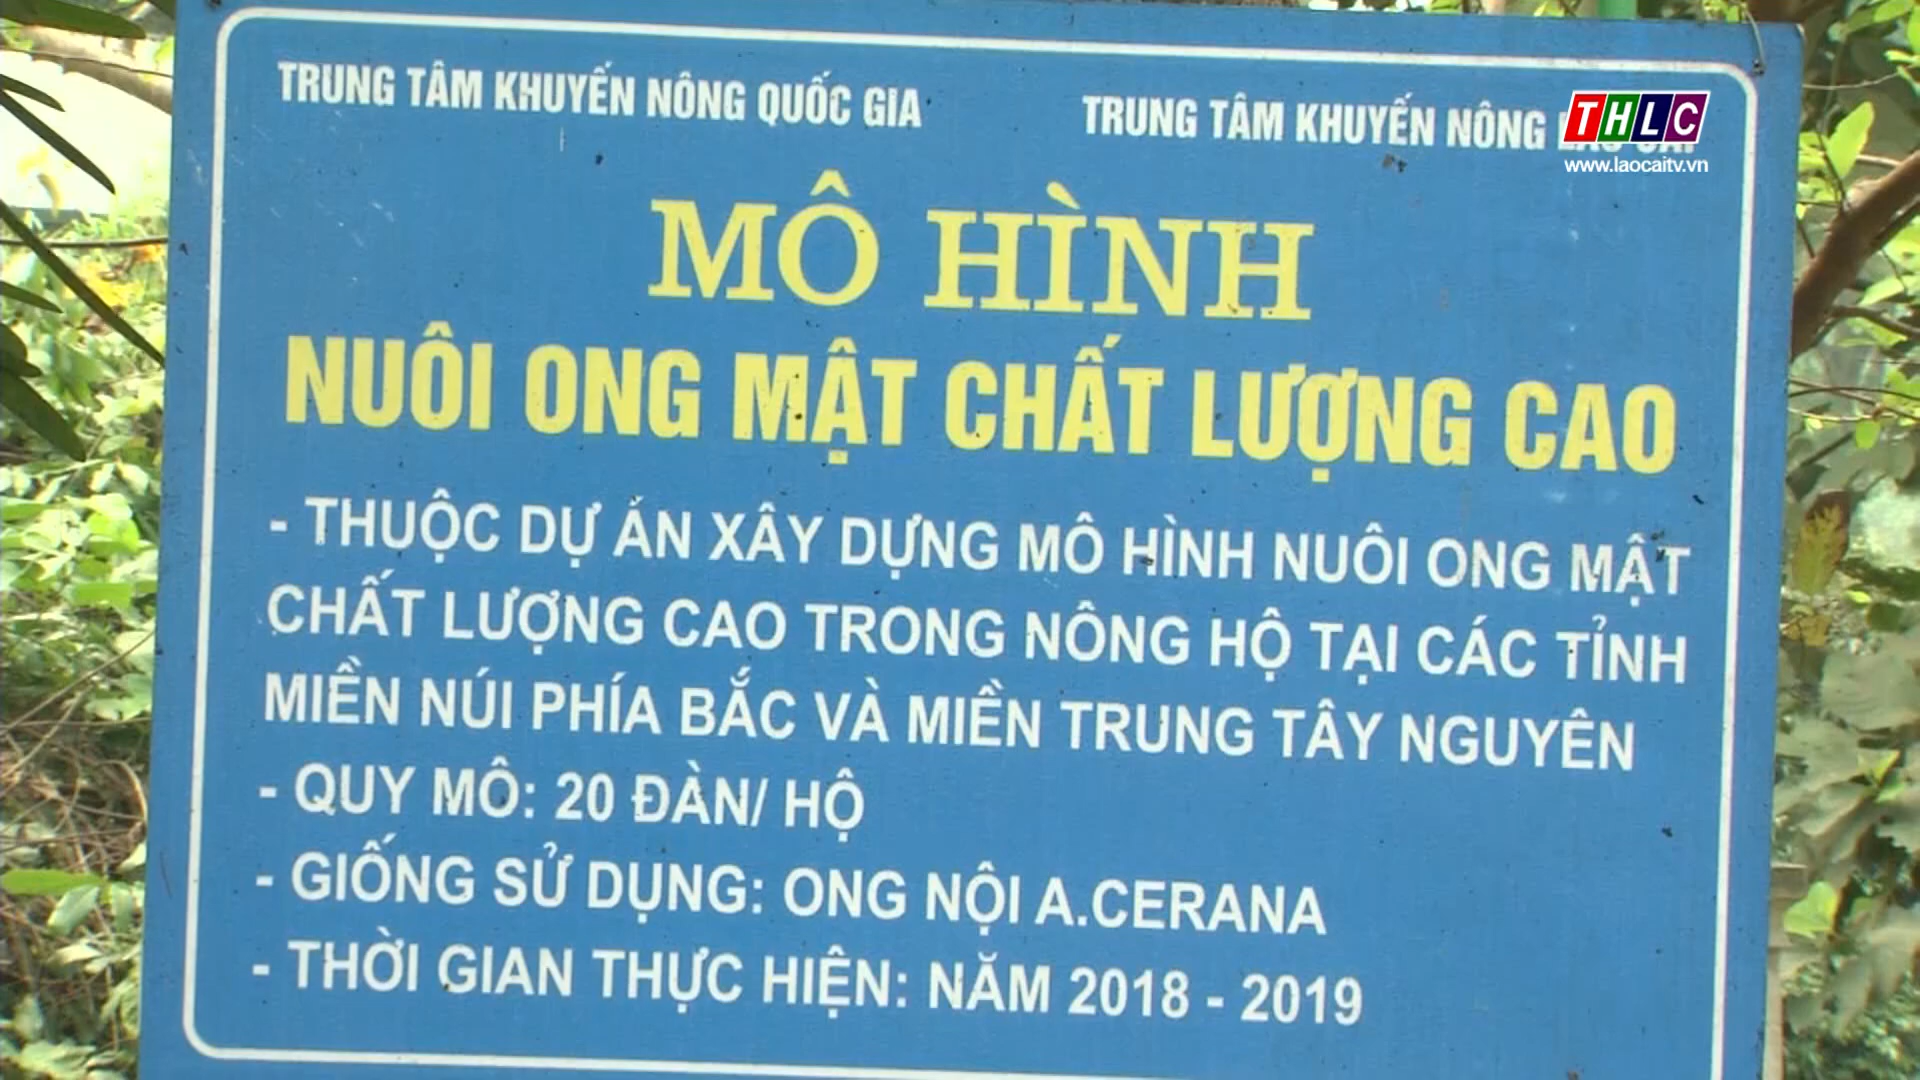 TRUNG TÂM KHUYẾN NÔNG QUỐC GIA
TRUNG TÂM KHUYẾN NÔNG
THLC
www.laocaitv.vn
MÔ HÌNH
NUÔI ONG MẬT CHẤT LƯỢNG CAO
- THUỘC DỰ ÁN XÂY DỰNG MÔ HÌNH NUÔI ONG MẬT
CHẤT LƯỢNG CAO TRONG NÔNG HỘ TẠI CÁC TỈNH
MIỀN NÚI PHÍA BẮC VÀ MIỀN TRUNG TÂY NGUYÊN
- QUY MÔ: 20 ĐÀN/ HỘ
- GIỐNG SỬ DỤNG: ONG NỘI A.CERANA
- THỜI GIAN THỰC HIỆN: NĂM 2018 - 2019